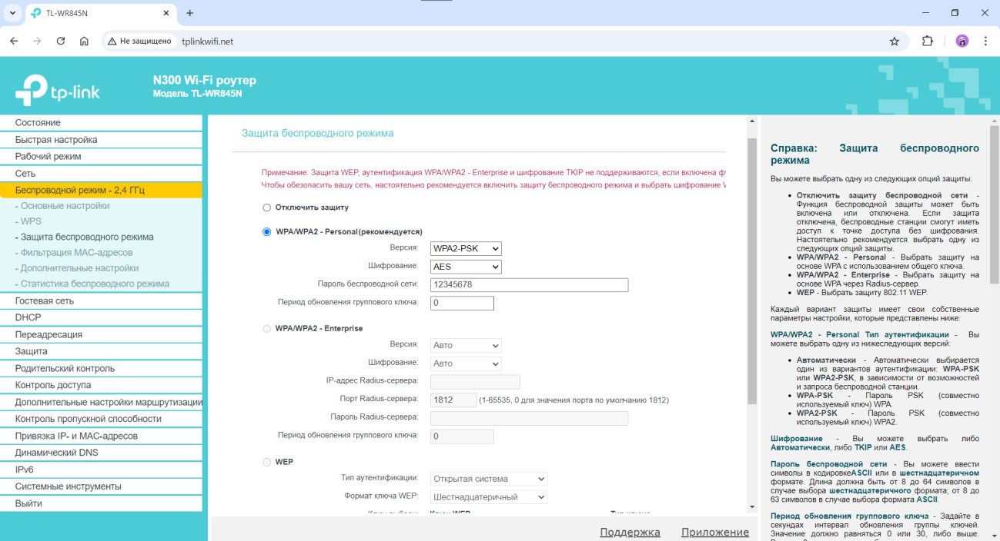 TL-WR845N
Не защищено
tplinkwifi.net
tp-link
N300 Wi-Fi роутер
Модель TL-WR845N
Состояние
Быстрая настройка
Рабочий режим
Сеть
Беспроводной режим - 2,4 ГГц
- Основные настройки
- WPS
- Защита беспроводного режима
- Фильтрация MAC-адресов
- Дополнительные настройки
- Статистика беспроводного режима
Гостевая сеть
DHCP
Переадресация
Защита
Родительский контроль
Контроль доступа
Дополнительные настройки маршрутизации
Контроль пропускной способности
Привязка IP- и MAC-адресов
Динамический DNS
IPv6
Системные инструменты
Выйти
Защита беспроводного режима
Примечание: Защита WEP, аутентификация WPA/WPA2 - Enterprise и шифрование TKIP не поддерживаются, если включена
Чтобы обезопасить вашу сеть, настоятельно рекомендуется включить защиту беспроводного режима и выбрать шифрование
Отключить защиту
WPA/WPA2 - Personal(рекомендуется)
Версия: WPA2-PSK
Шифрование: AES
Пароль беспроводной сети: 12345678
Период обновления группового ключа: 0
WPA/WPA2 - Enterprise
Версия: Авто
Шифрование: Авто
IP-адрес Radius-сервера:
Порт Radius-сервера: 1812 (1-65535, 0 для значения порта по умолчанию 1812)
Пароль Radius-сервера:
Период обновления группового ключа: 0
WEP
Тип аутентификации: Открытая система
Формат ключа WEP: Шестнадцатеричный
Поддержка Приложение
Справка: Защита беспроводного
режима
Вы можете выбрать одну из следующих опций защиты:
• Отключить защиту беспроводной сети -
Функция беспроводной защиты может быть
включена или отключена. Если защита
отключена, беспроводные станции смогут иметь
доступ к точке доступа без шифрования.
Настоятельно рекомендуется выбрать одну из
следующих опций защиты.
• WPA/WPA2 - Personal - Выбрать защиту на
основе WPA с использованием общего ключа.
• WPA/WPA2 - Enterprise - Выбрать защиту на
основе WPA через Radius-сервер.
• WEP - Выбрать защиту 802.11 WEP.
Каждый вариант защиты имеет свои собственные
параметры настройки, которые представлены ниже:
WPA/WPA2 - Personal Тип аутентификации - Вы
можете выбрать одну из нижеследующих версий:
• Автоматически - Автоматически выбирается
один из вариантов аутентификации: WPA-PSK
или WPA2-PSK, в зависимости от возможностей
и запроса беспроводной станции.
• WPA-PSK - Пароль PSK (совместно
используемый ключ) WPA.
• WPA2-PSK - Пароль PSK (совместно
используемый ключ) WPA2.
Шифрование - Вы можете выбрать либо
Автоматически, либо TKIP или AES.
Пароль беспроводной сети - Вы можете ввести
символы в кодировкеASCII или в шестнадцатеричном
формате. Длина должна быть от 8 до 64 символов в
случае выбора шестнадцатеричного формата; от 8 до
63 символов в случае выбора формата ASCII.
Период обновления группового ключа - Задайте в
секундах интервал обновления группы ключей.
Значение должно равняться 0 или 30, либо выше.